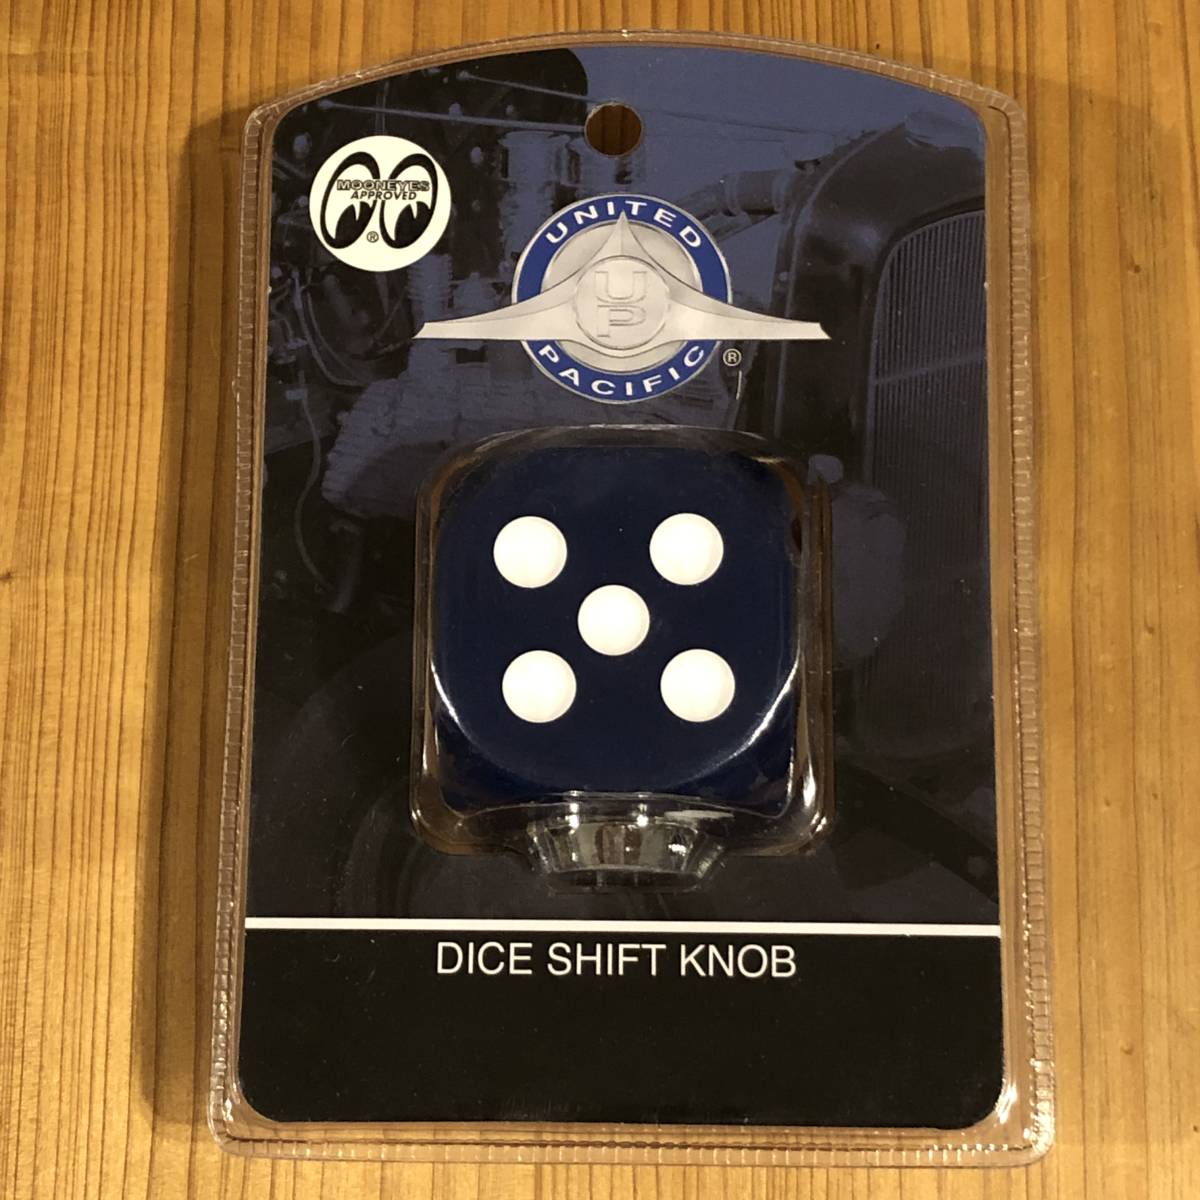 MOONEYES
APPROVED
®
UNITED
UP
PACIFIC
®
DICE SHIFT KNOB